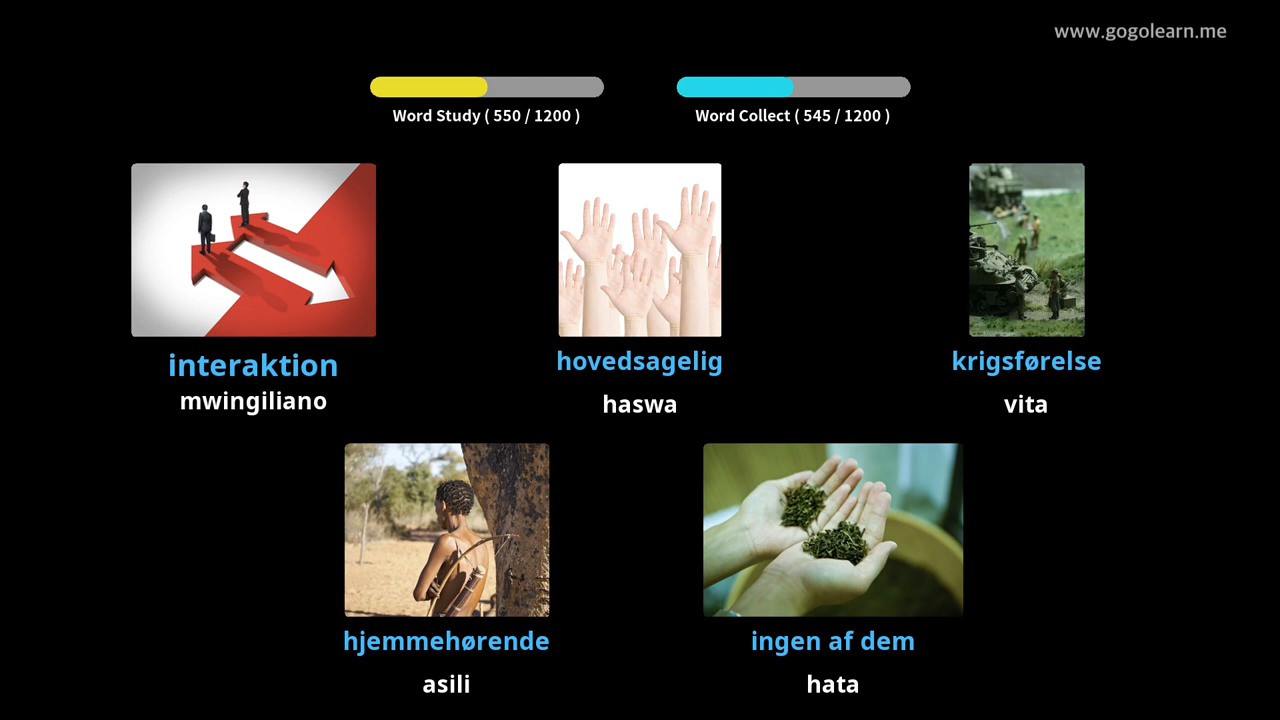 www.gogolearn.me
Word Study ( 550 / 1200 )
Word Collect ( 545 / 1200 )
interaktion
mwingiliano
hovedsagelig
haswa
krigsførelse
vita
hjemmehørende
asili
ingen af dem
hata